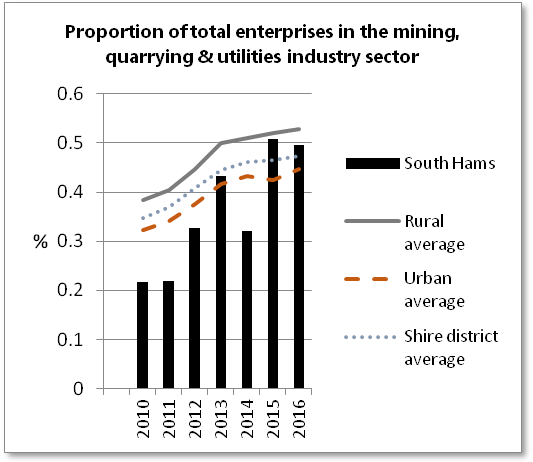 Proportion of total enterprises in the mining,
quarrying & utilities industry sector
0.6
0.5
0.4
0.3
0.2
0.1
0
%
2010
2011
2012
2013
2014
2015
2016
South Hams
Rural
average
Urban
average
Shire district
average